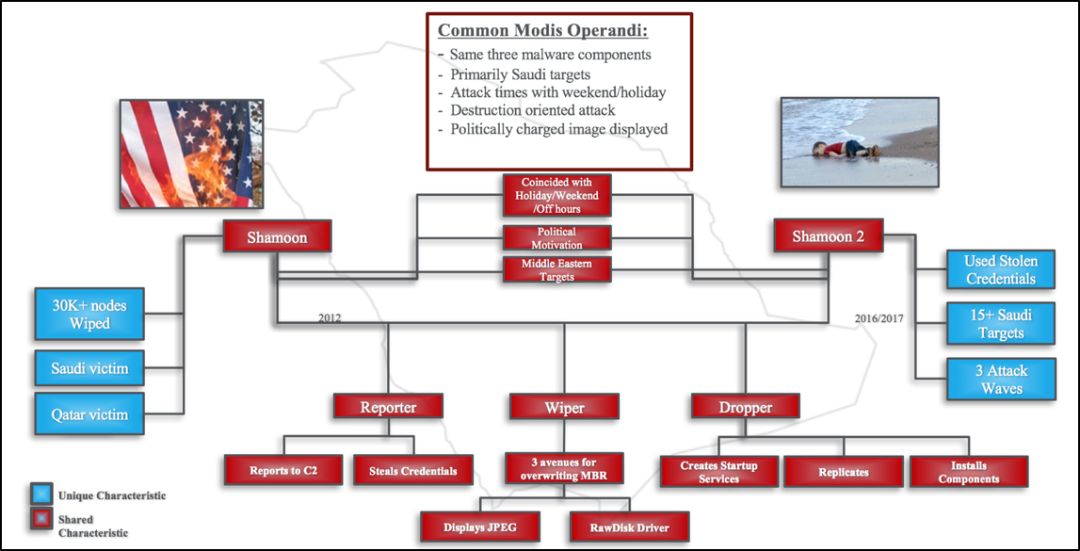 Common Modis Operandi:
- Same three malware components
- Primarily Saudi targets
- Attack times with weekend/holiday
- Destruction oriented attack
- Politically charged image displayed
Coincided with
Holiday/Weekend
/Off hours
Political
Motivation
Middle Eastern
Targets
Shamoon
Shamoon 2
30K+ nodes
Wiped
Saudi victim
Qatar victim
Used Stolen
Credentials
15+ Saudi
Targets
3 Attack
Waves
2012
2016/2017
Reporter
Wiper
Dropper
Reports to C2
Steals Credentials
3 avenues for
overwriting MBR
Creates Startup
Services
Replicates
Installs
Components
Displays JPEG
RawDisk Driver
Unique Characteristic
Shared
Characteristic